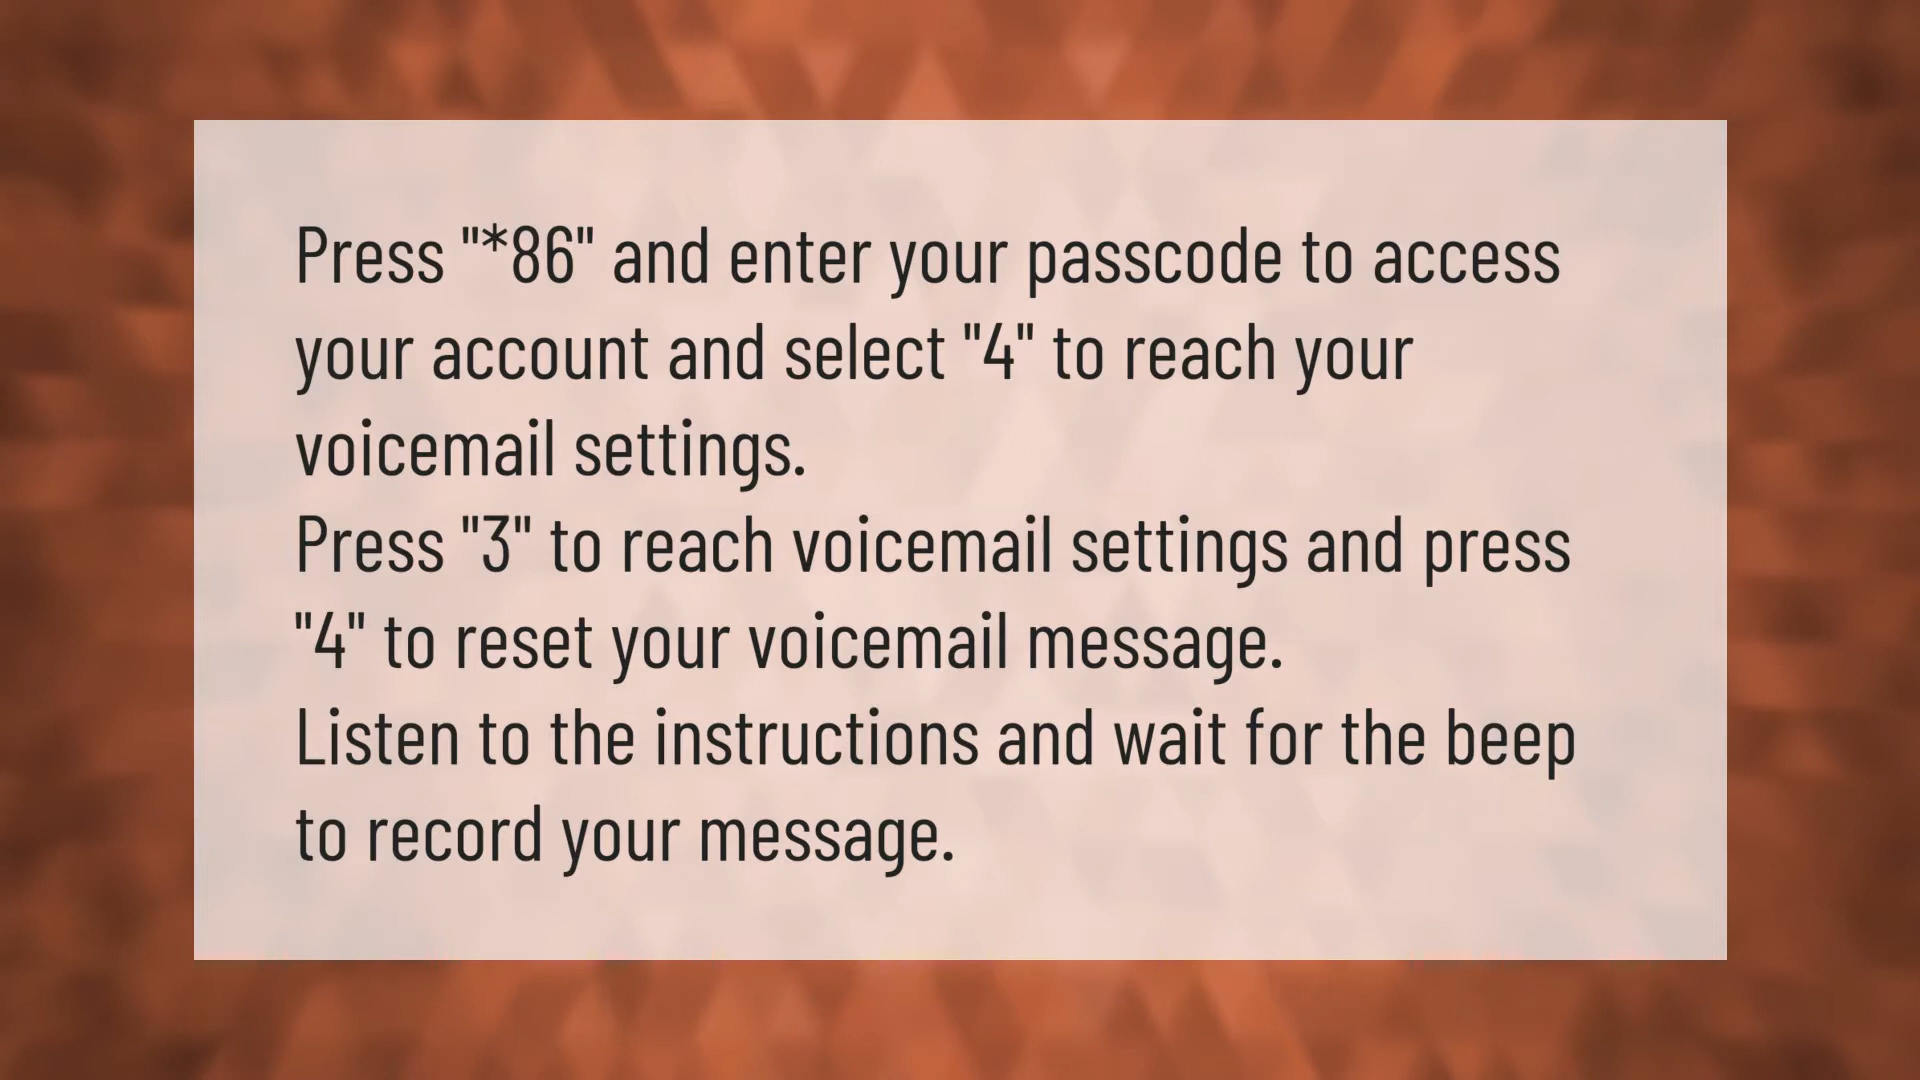 Press "*86" and enter your passcode to access
your account and select "4" to reach your
voicemail settings.
Press "3" to reach voicemail settings and press
"4" to reset your voicemail message.
Listen to the instructions and wait for the beep
to record your message.